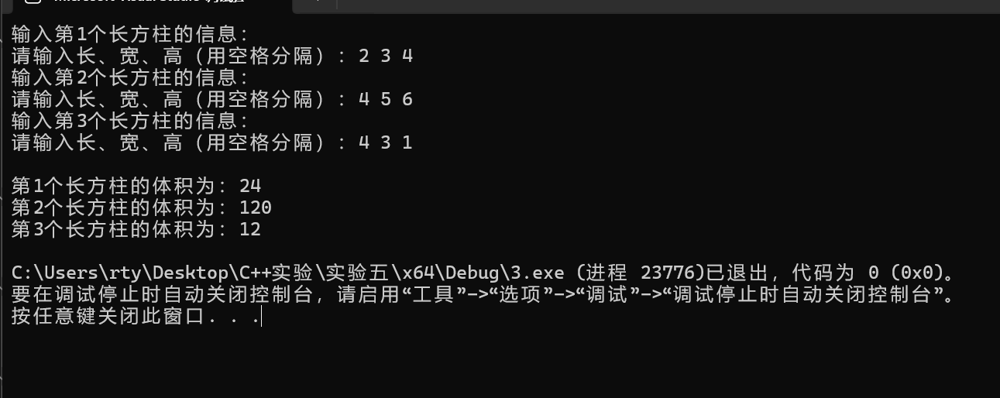 输入第1个长方柱的信息：
请输入长、宽、高（用空格分隔）：2 3 4
输入第2个长方柱的信息：
请输入长、宽、高（用空格分隔）：4 5 6
输入第3个长方柱的信息：
请输入长、宽、高（用空格分隔）：4 3 1
第1个长方柱的体积为：24
第2个长方柱的体积为：120
第3个长方柱的体积为：12
C:\Users\rty\Desktop\C++实验\实验五\x64\Debug\3.exe (进程 23776)已退出，代码为 0 (0x0)。
要在调试停止时自动关闭控制台，请启用“工具”->“选项”->“调试”->“调试停止时自动关闭控制台”。
按任意键关闭此窗口. . .